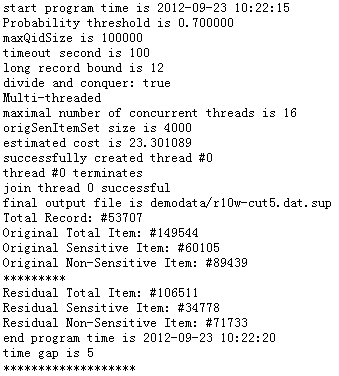 start program time is 2012-09-23 10:22:15
Probability threshold is 0.700000
maxQidSize is 100000
timeout second is 100
long record bound is 12
divide and conquer: true
Multi-threaded
maximal number of concurrent threads is 16
origSenItemSet size is 4000
estimated cost is 23.301089
successfully created thread #0
thread #0 terminates
join thread 0 successful
final output file is demodata/r10w-cut5.dat.sup
Total Record: #53707
Original Total Item: #149544
Original Sensitive Item: #60105
Original Non-Sensitive Item: #89439
*********
Residual Total Item: #106511
Residual Sensitive Item: #34778
Residual Non-Sensitive Item: #71733
end program time is 2012-09-23 10:22:20
time gap is 5
*******************